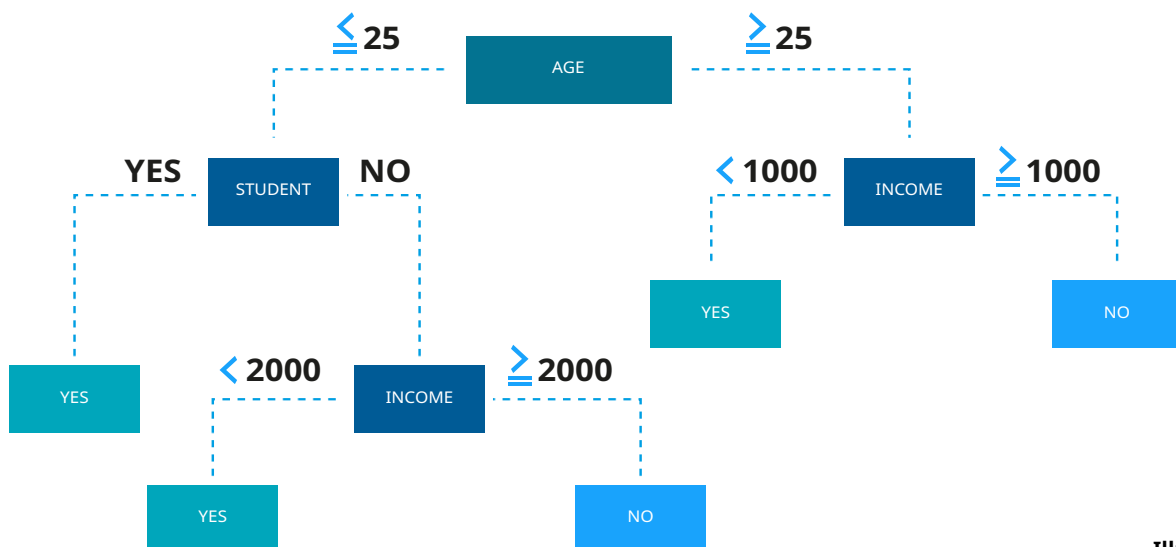 ≦ 25
AGE
≧ 25
YES
STUDENT
NO
< 1000
INCOME
≧ 1000
YES
NO
< 2000
INCOME
≧ 2000
YES
YES
NO